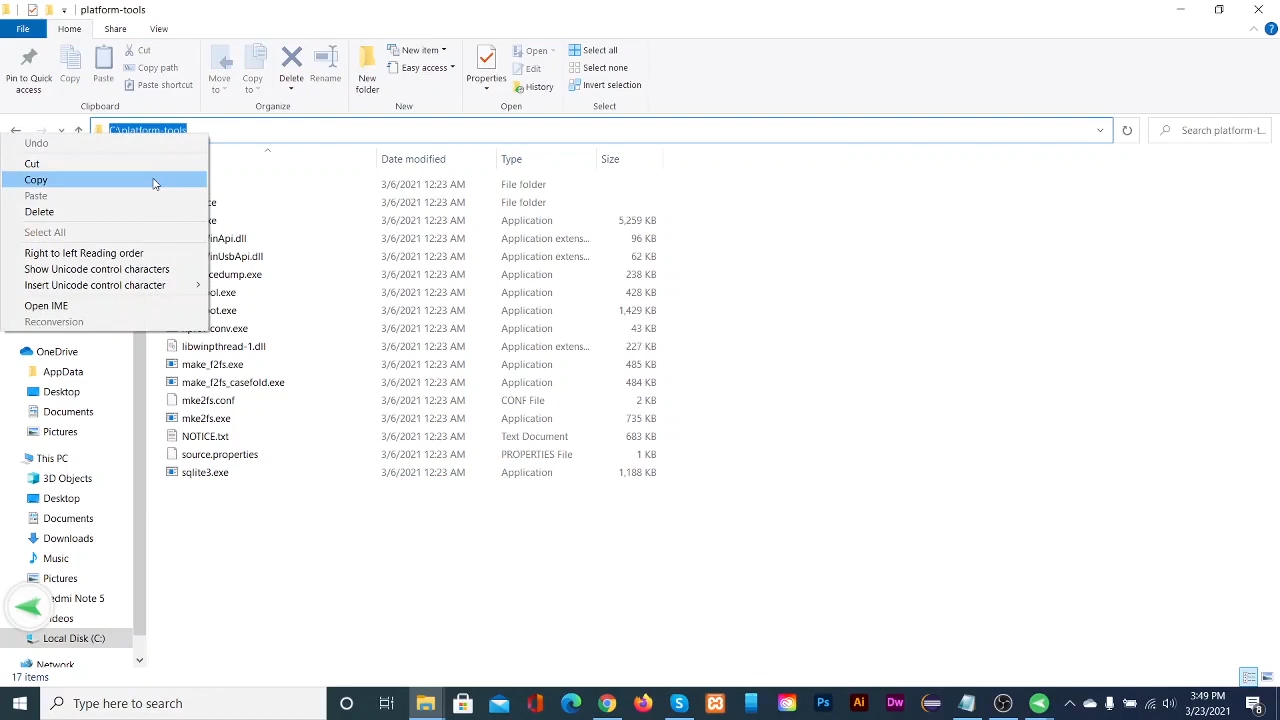 platform-tools
File Home Share View
Pin to Quick access
Copy
Paste
Cut
Copy path
Paste shortcut
Clipboard
Move to
Copy to
Delete
Rename
Organize
New folder
New item
Easy access
New
Properties
Open
Edit
History
Open
Select all
Select none
Invert selection
Select
C:\platform-tools
Search platform-t...
Undo
Cut
Copy
Paste
Delete
Select All
Right to left Reading order
Show Unicode control characters
Insert Unicode control character
Open IME
Reconversion
Date modified Type Size
3/6/2021 12:23 AM File folder
3/6/2021 12:23 AM File folder
3/6/2021 12:23 AM Application 5,259 KB
3/6/2021 12:23 AM Application extens... 96 KB
3/6/2021 12:23 AM Application extens... 62 KB
3/6/2021 12:23 AM Application 238 KB
3/6/2021 12:23 AM Application 428 KB
3/6/2021 12:23 AM Application 1,429 KB
3/6/2021 12:23 AM Application 43 KB
libwinpthread-1.dll 3/6/2021 12:23 AM Application extens... 227 KB
make_f2fs.exe 3/6/2021 12:23 AM Application 485 KB
make_f2fs_casefold.exe 3/6/2021 12:23 AM Application 484 KB
mke2fs.conf 3/6/2021 12:23 AM CONF File 2 KB
mke2fs.exe 3/6/2021 12:23 AM Application 735 KB
NOTICE.txt 3/6/2021 12:23 AM Text Document 683 KB
source.properties 3/6/2021 12:23 AM PROPERTIES File 1 KB
sqlite3.exe 3/6/2021 12:23 AM Application 1,188 KB
OneDrive
AppData
Desktop
Documents
Pictures
This PC
3D Objects
Desktop
Documents
Downloads
Music
Pictures
edmi Note 5
ideos
Local Disk (C:)
Network
17 items
Type here to search
Ps
Ai
Dw
3:49 PM
3/23/2021
8